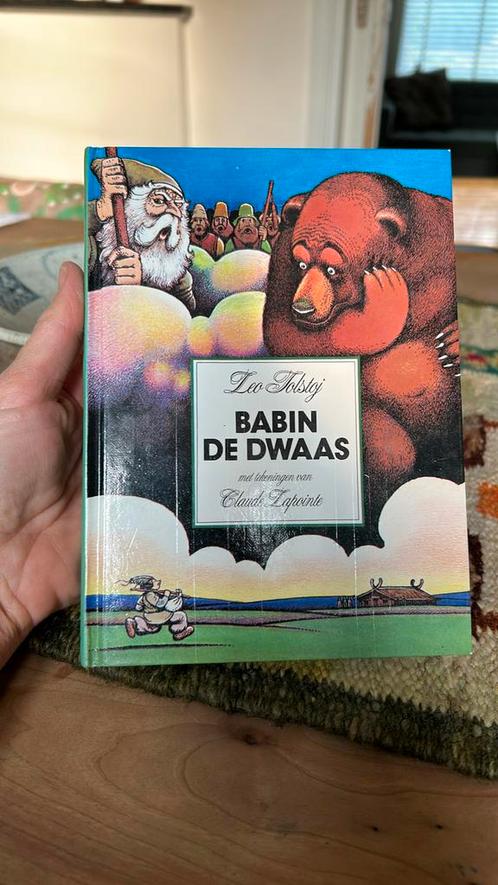 Leo Tolstoj
BABIN
DE DWAAS
met tekeningen van
Claude Lapointe